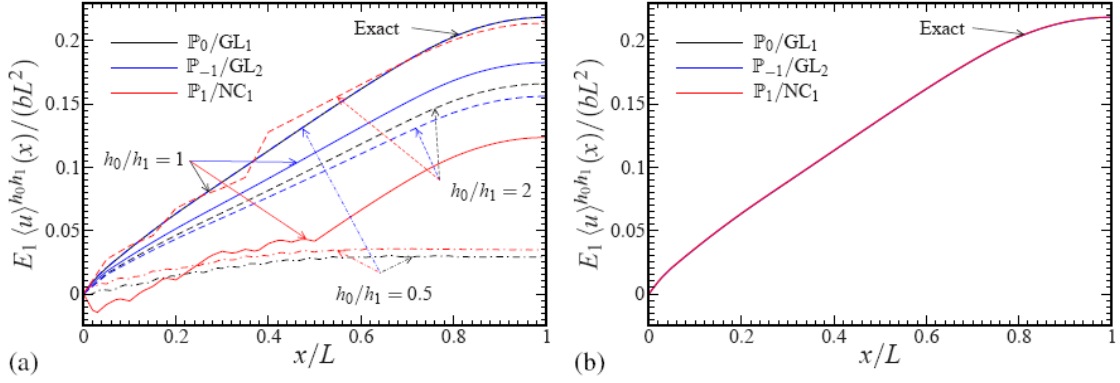 E₁ ⟨u⟩^{h₀h₁}(x)/(bL²)
0.2
0.15
0.1
0.05
0
Exact
ℙ₀/GL₁
ℙ₋₁/GL₂
ℙ₁/NC₁
h₀/h₁ = 1
h₀/h₁ = 2
h₀/h₁ = 0.5
0 0.2 0.4 0.6 0.8 1
x/L
(a)
E₁ ⟨u⟩^{h₀h₁}(x)/(bL²)
0.2
0.15
0.1
0.05
0
Exact
ℙ₀/GL₁
ℙ₋₁/GL₂
ℙ₁/NC₁
0 0.2 0.4 0.6 0.8 1
x/L
(b)